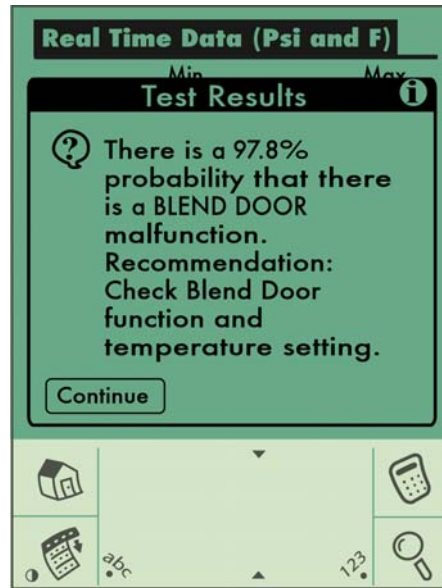 Real Time Data (Psi and F)
Min Max
Test Results
There is a 97.8%
probability that there
is a BLEND DOOR
malfunction.
Recommendation:
Check Blend Door
function and
temperature setting.
Continue
abc 123